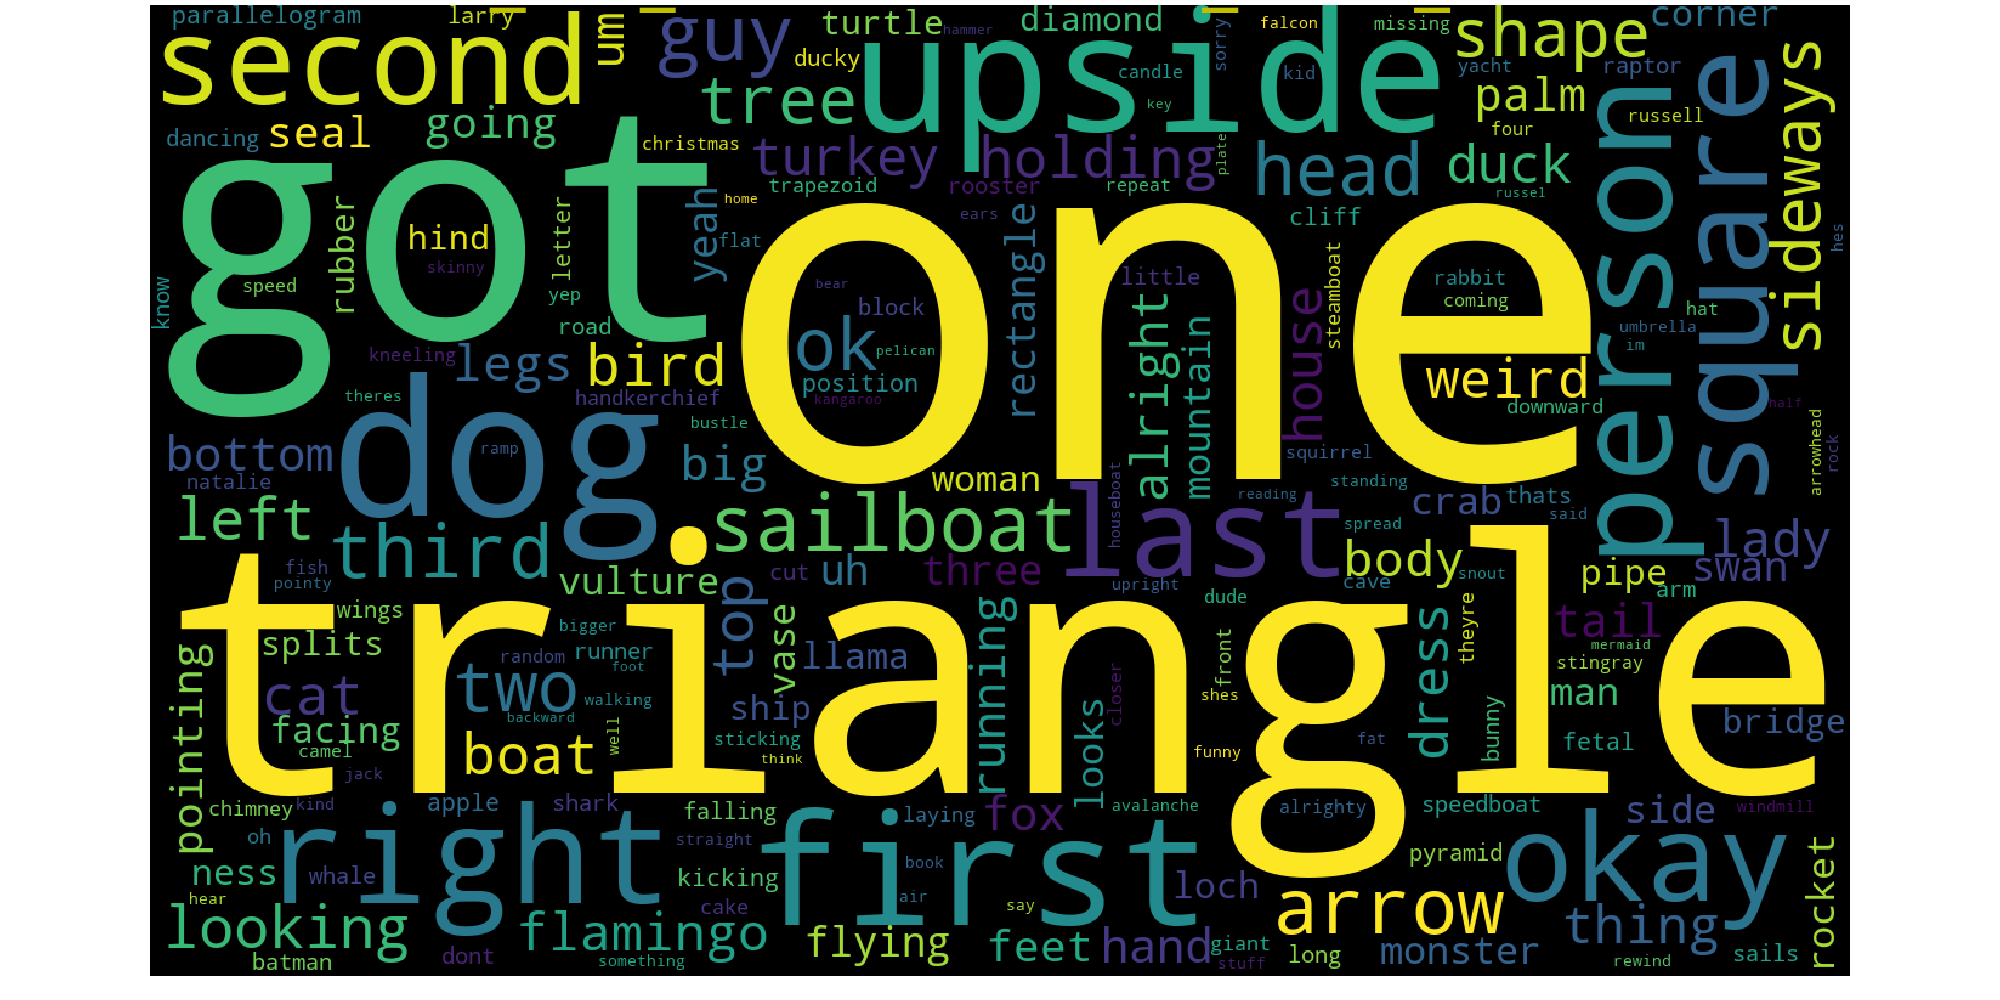 parallelogram larry um guy turtle hammer diamond falcon missing shape corner
second ducky upside sorry kid yacht raptor sideways
tree candle key palm square
dancing seal going christmas turkey holding head four duck person russell
got yeah home trapezoid rooster repeat plate russel
rubber hind letter flat ears rectangle cliff one hes
know speed skinny yep bear block little alright steamboat rabbit coming hat
road ok pelican mountain house umbrella im
kneeling legs bird position weird
theres handkerchief kangaroo downward half
dog bustle arrowhead
bottom ramp big squirrel rock
natalie woman houseboat reading standing crab thats
left third sailboat last spread said lady
fish vulture cut uh three body snout pipe swan
pointy top upright cave arm
triangle wings vase running dude dress theyre tail
splits bigger front mermaid
pointing random runner llama stingray
cat two foot walking closer shes man
facing backward ship looks bunny bridge
camel boat well sticking funny fat fetal
jack think
chimney kind apple shark falling laying fox avalanche alrighty speedboat side windmill
oh right straight first okay rocket
ness whale kicking book pyramid
hear cake air loch
looking say arrow thing
flamingo flying feet hand giant monster
batman dont something stuff long rewind sails